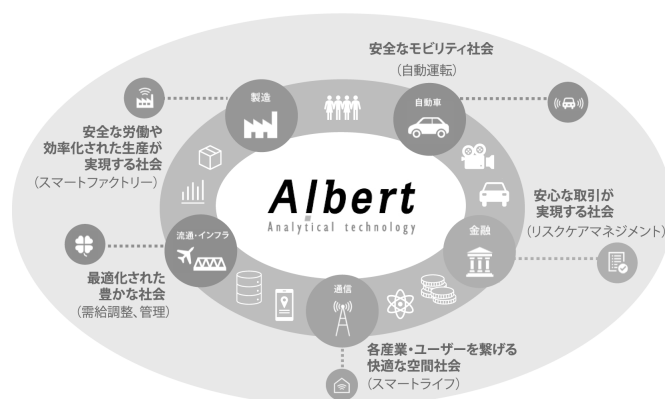 安全なモビリティ社会
(自動運転)
製造
自動車
安全な労働や
効率化された生産が
実現する社会
(スマートファクトリー)
Albert
Analytical technology
安心な取引が
実現する社会
(リスクケアマネジメント)
流通・インフラ
金融
最適化された
豊かな社会
(需給調整、管理)
通信
各産業・ユーザーを繋げる
快適な空間社会
(スマートライフ)